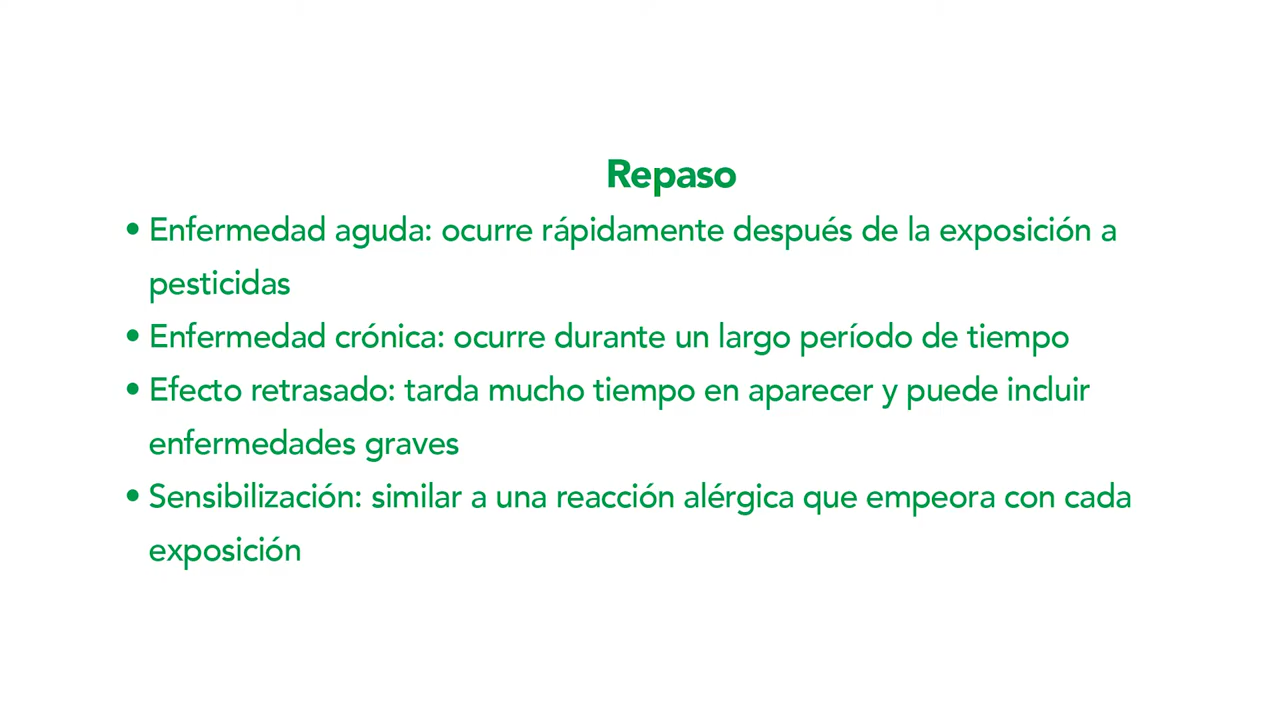 Repaso
• Enfermedad aguda: ocurre rápidamente después de la exposición a
pesticidas
• Enfermedad crónica: ocurre durante un largo período de tiempo
• Efecto retrasado: tarda mucho tiempo en aparecer y puede incluir
enfermedades graves
• Sensibilización: similar a una reacción alérgica que empeora con cada
exposición